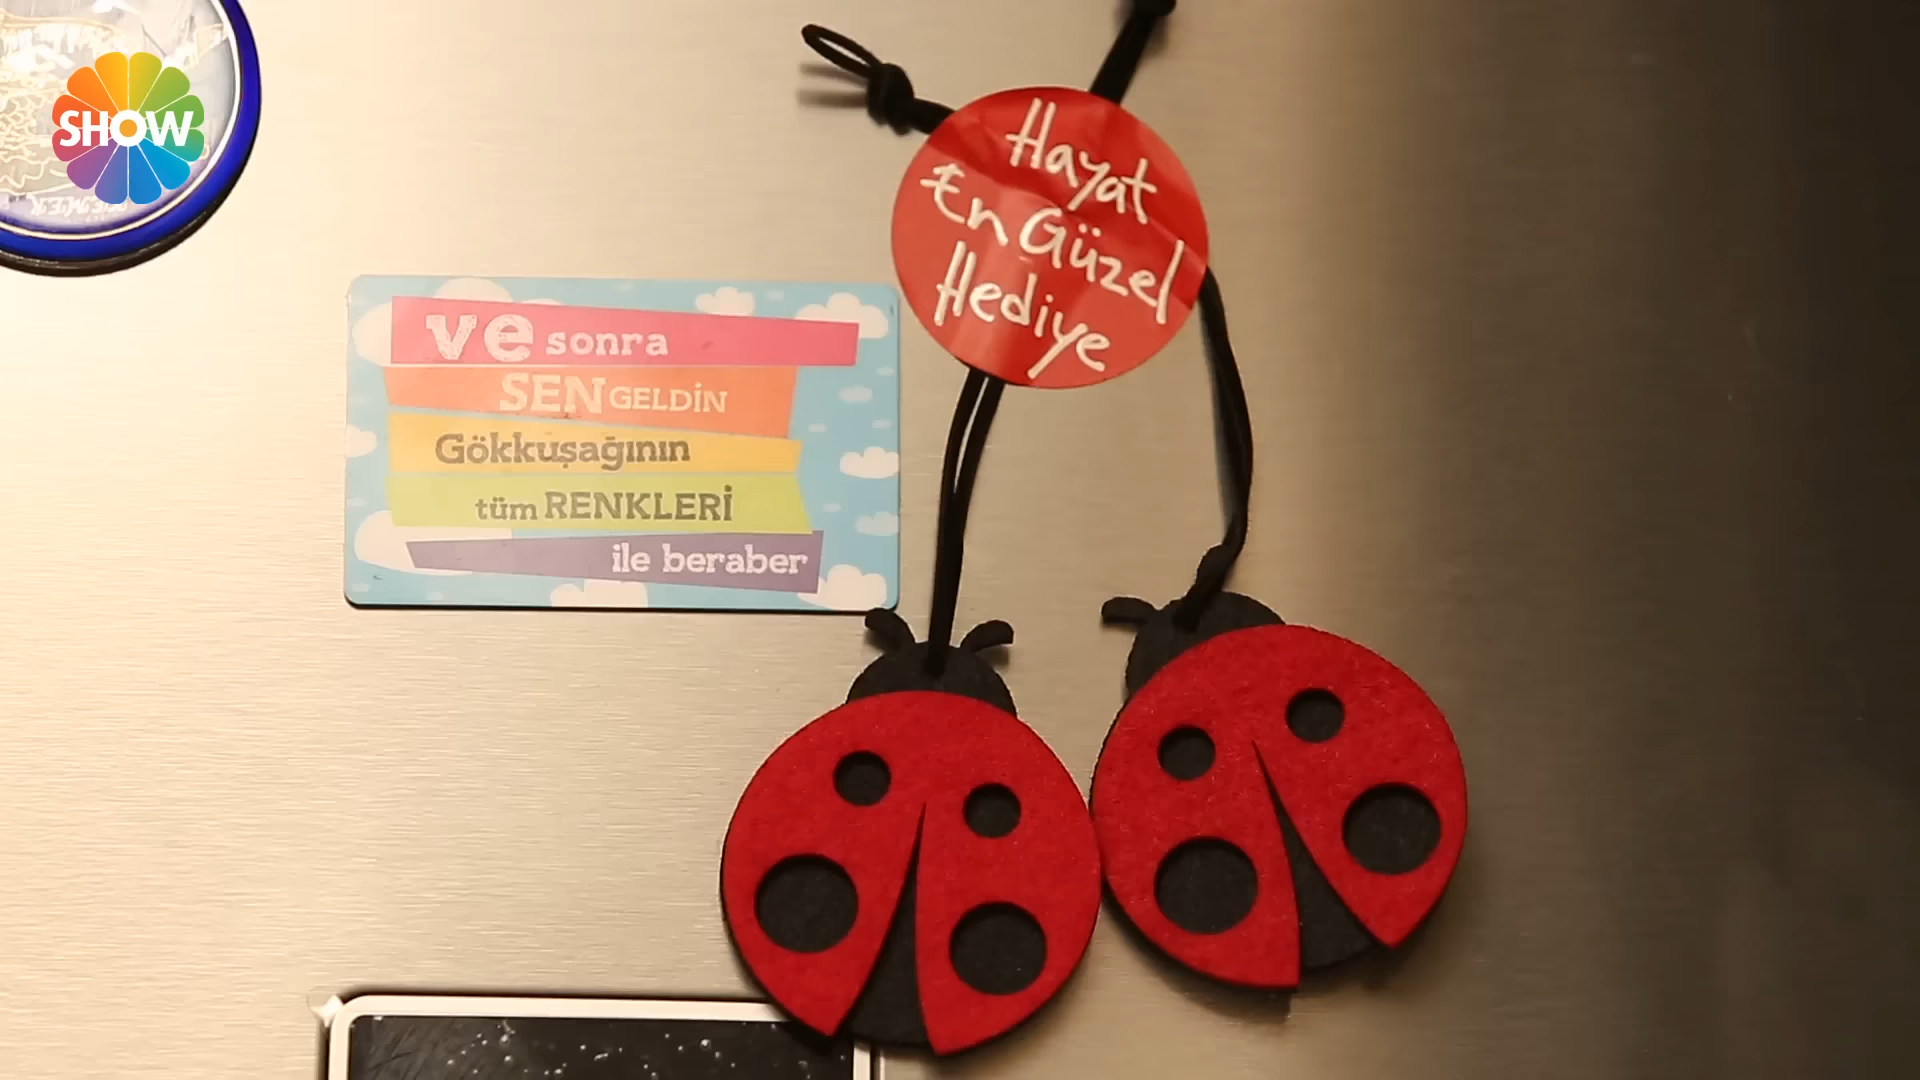 SHOW
Hayat
En Güzel
Hediye
ve sonra
SEN GELDİN
Gökkuşağının
tüm RENKLERİ
ile beraber